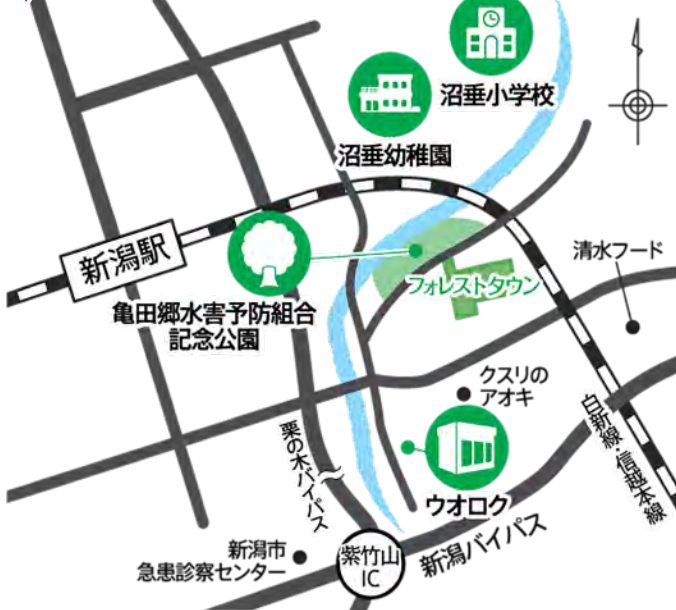 沼垂小学校
沼垂幼稚園
新潟駅
清水フード
フォレストタウン
亀田郷水害予防組合
記念公園
クスリの
アオキ
白新線・信越本線
栗の木バイパス
ウオロク
新潟バイパス
新潟市
急患診察センター
紫竹山
IC